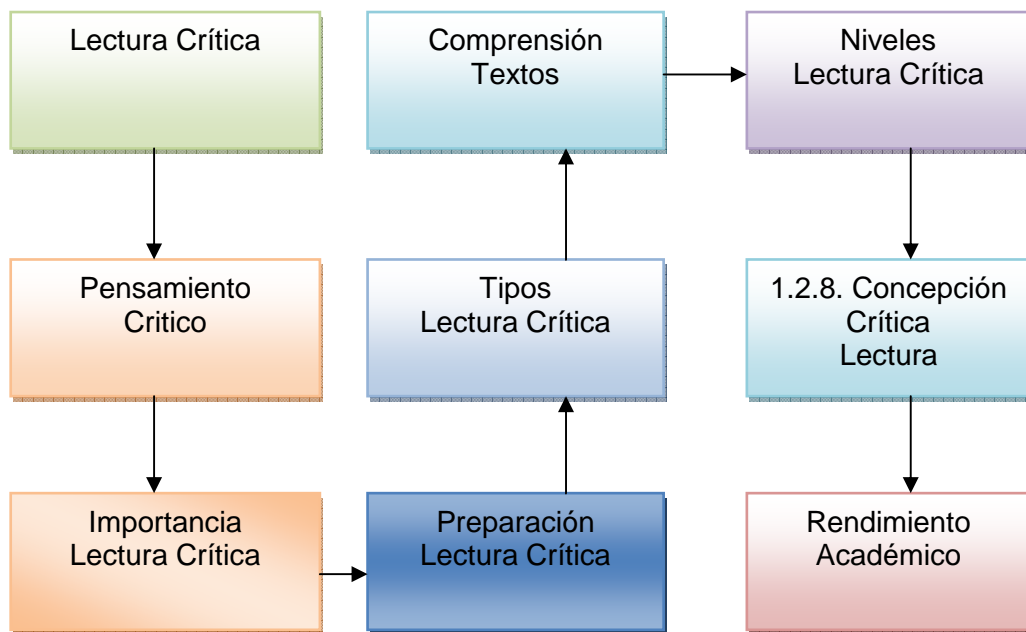 Lectura Crítica
Pensamiento
Critico
Importancia
Lectura Crítica
Preparación
Lectura Crítica
Tipos
Lectura Crítica
Comprensión
Textos
Niveles
Lectura Crítica
1.2.8. Concepción
Crítica
Lectura
Rendimiento
Académico